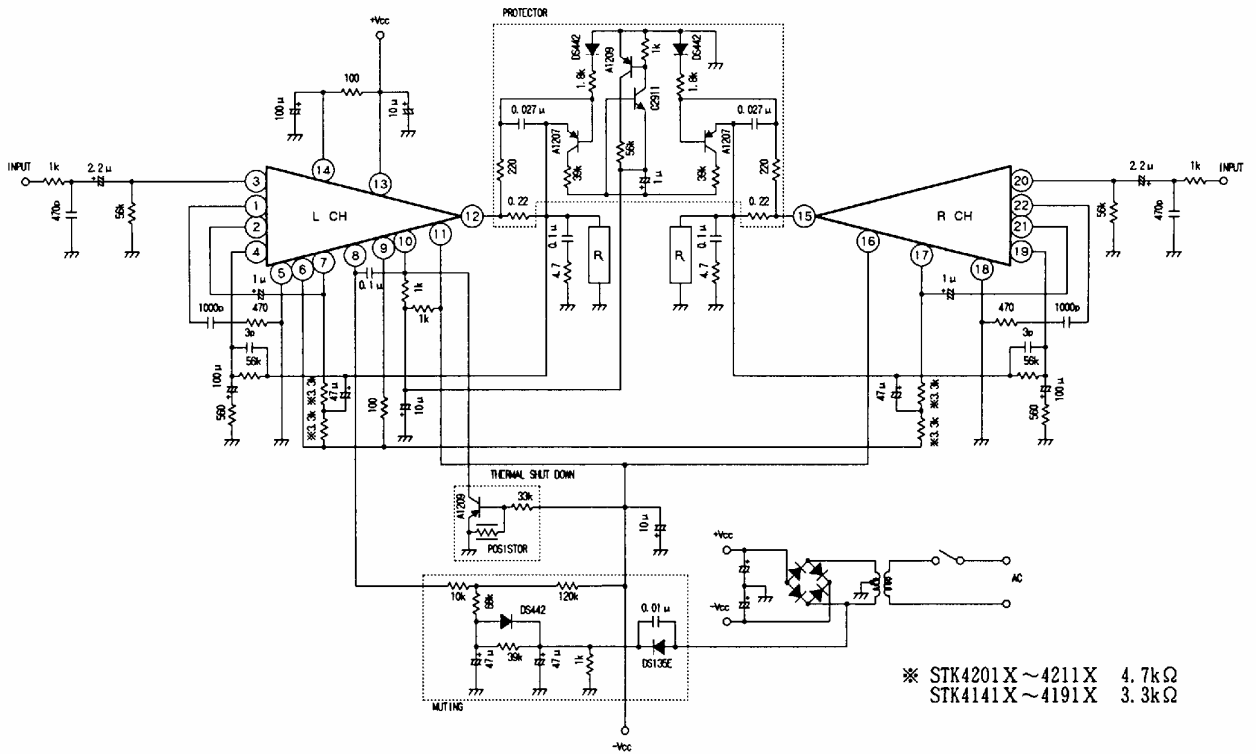 PROTECTOR
+Vcc
DS442
A1209
1k
DS442
100
1.8k
C2911
1.8k
100µ
10µ
0.027µ
0.027µ
A1207
56k
A1207
INPUT
1k
2.2µ
14
13
220
39k
1µ
39k
220
2.2µ
1k
INPUT
3
20
470p
56k
1
L CH
12
0.22
0.22
15
R CH
22
56k
470p
2
21
4
11
0.1µ
R
R
0.1µ
16
19
10
9
8
4.7
4.7
17
5
6
7
18
1µ
0.1µ
1k
1µ
1000p
470
1k
470
1000p
3p
3p
56k
56k
100µ
※3.3k
47µ
47µ
※3.3k
100µ
560
※3.3k
100
10µ
※3.3k
560
THERMAL SHUT DOWN
A1209
33k
10µ
POSISTOR
+Vcc
AC
10k
120k
68k
DS442
0.01µ
-Vcc
39k
47µ
47µ
1k
DS135E
MUTING
-Vcc
※ STK4201X～4211X 4.7kΩ
STK4141X～4191X 3.3kΩ